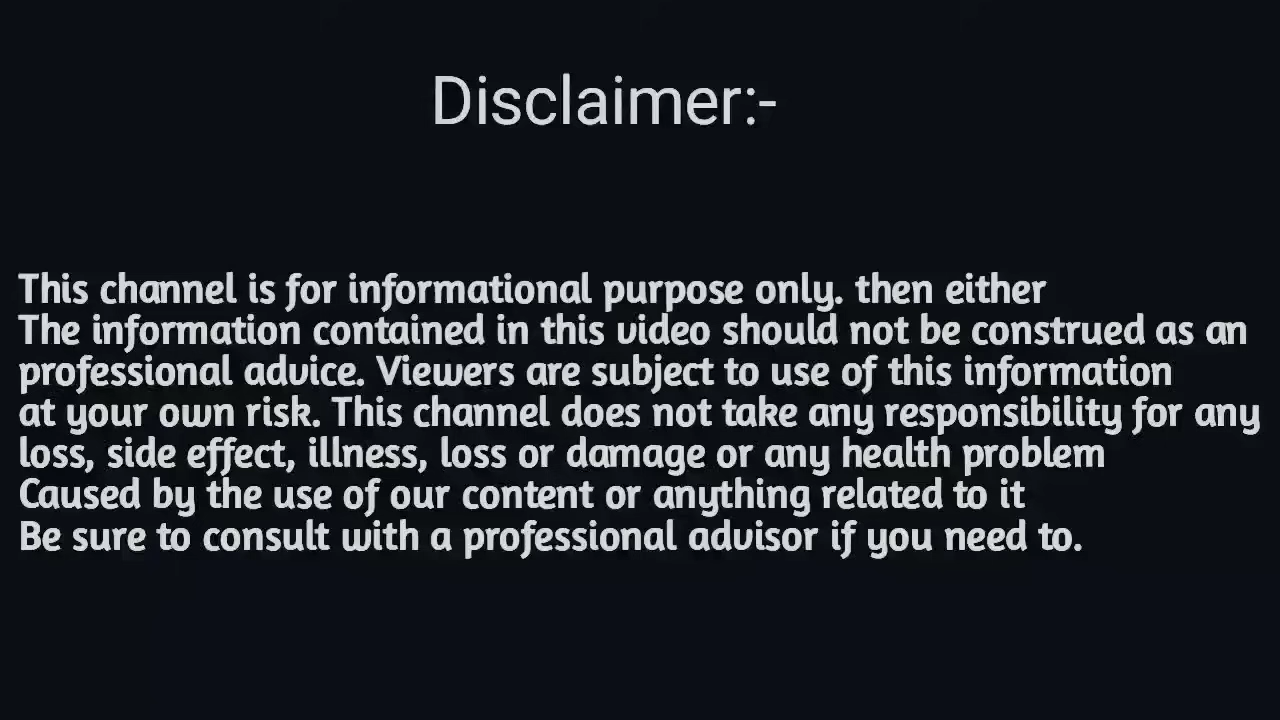 Disclaimer:-
This channel is for informational purpose only. then either
The information contained in this video should not be construed as an
professional advice. Viewers are subject to use of this information
at your own risk. This channel does not take any responsibility for any
loss, side effect, illness, loss or damage or any health problem
Caused by the use of our content or anything related to it
Be sure to consult with a professional advisor if you need to.